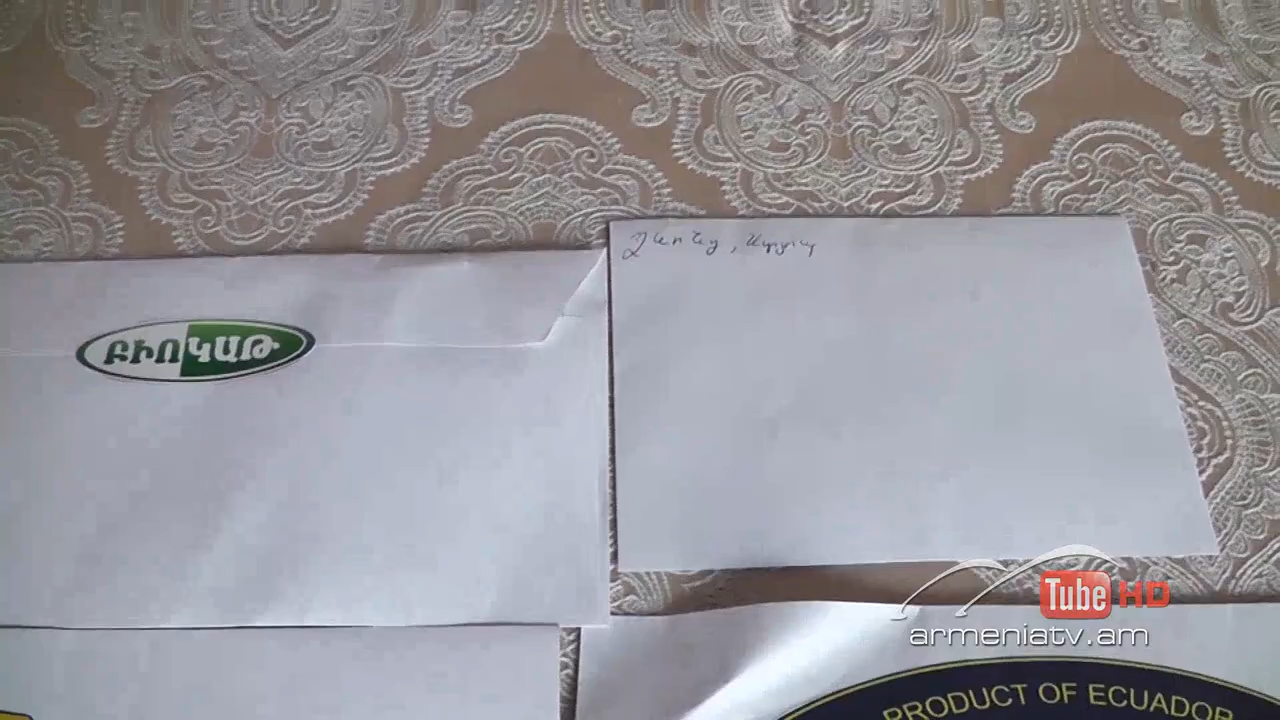 ԲԻՈԿԱԹ
Tube HD
armeniatv.am
PRODUCT OF ECUADOR